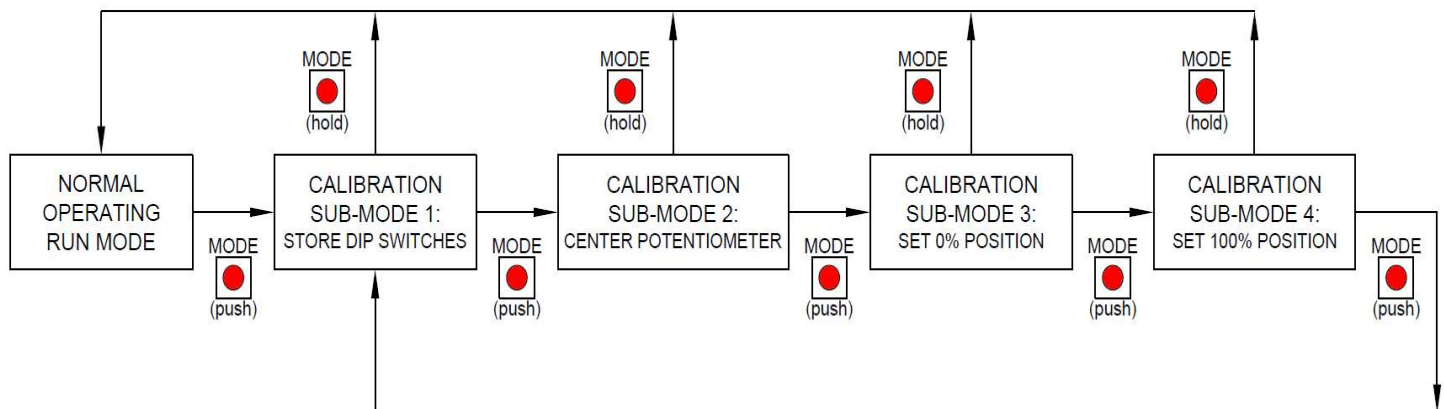 MODE
(hold)
MODE
(hold)
MODE
(hold)
MODE
(hold)
NORMAL
OPERATING
RUN MODE
CALIBRATION
SUB-MODE 1:
STORE DIP SWITCHES
CALIBRATION
SUB-MODE 2:
CENTER POTENTIOMETER
CALIBRATION
SUB-MODE 3:
SET 0% POSITION
CALIBRATION
SUB-MODE 4:
SET 100% POSITION
MODE
(push)
MODE
(push)
MODE
(push)
MODE
(push)
MODE
(push)